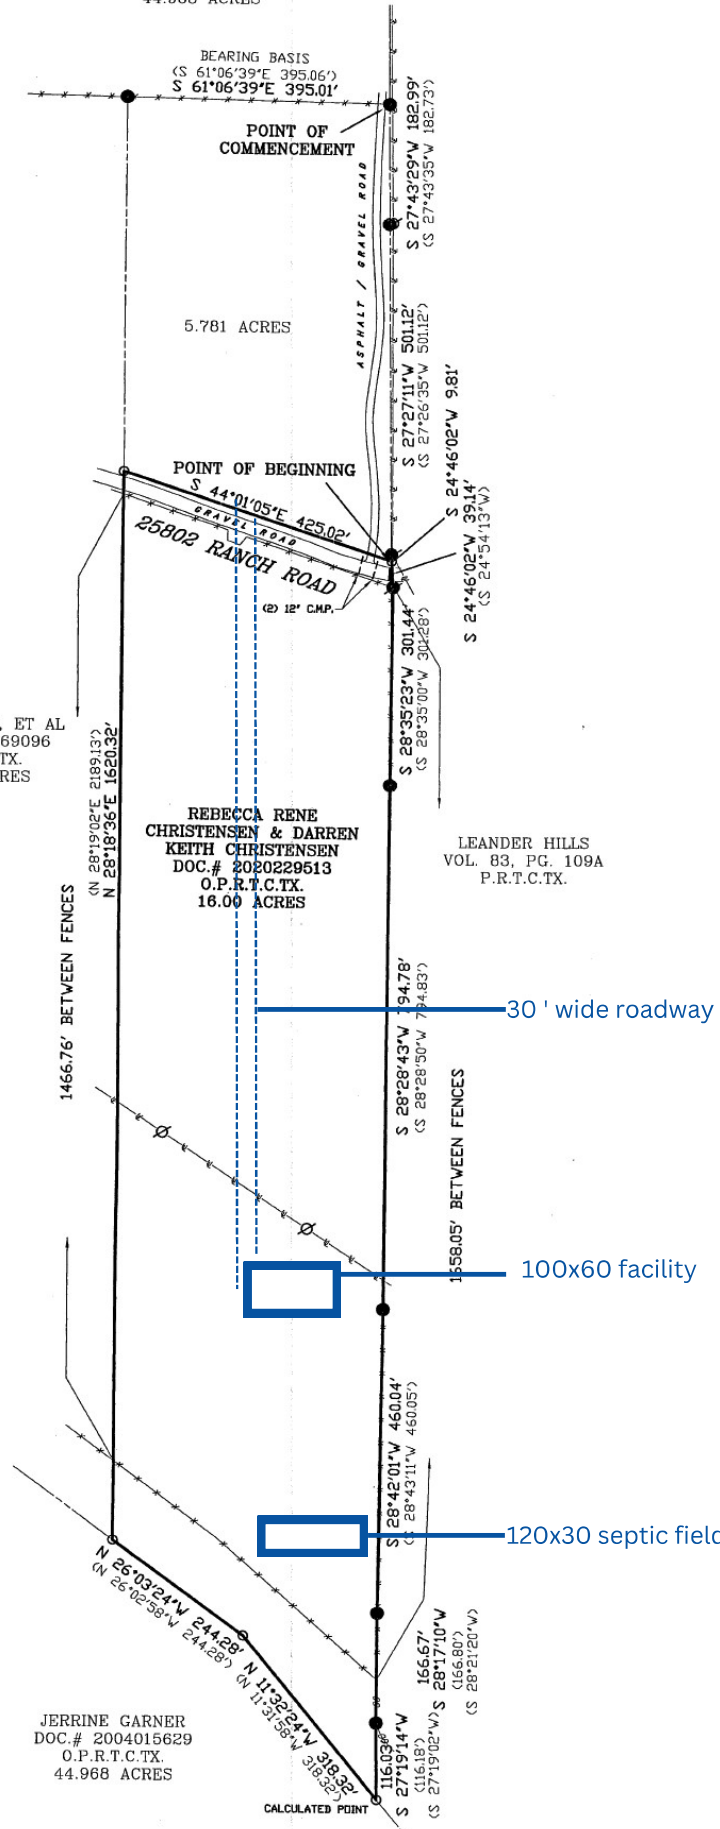 44.968 ACRES
BEARING BASIS
(S 61°06'39"E 395.06')
S 61°06'39"E 395.01'
POINT OF
COMMENCEMENT
S 27°43'29"W 182.99'
(S 27°43'35"W 182.73')
ASPHALT / GRAVEL ROAD
5.781 ACRES
S 27°27'11"W 501.12'
(S 27°26'35"W 501.12')
S 24°46'02"W 9.81'
POINT OF BEGINNING
S 44°01'05"E 425.02'
GRAVEL ROAD
25802 RANCH ROAD
(2) 12" C.M.P.
S 24°46'02"W 39.14'
(S 24°54'13"W)
S 28°35'23"W 301.44'
(S 28°35'00"W 301.28')
, ET AL
69096
TX.
RES
(N 28°19'02"E 2189.13')
N 28°18'36"E 1620.32'
REBECCA RENE
CHRISTENSEN & DARREN
KEITH CHRISTENSEN
DOC.# 2020229513
O.P.R.T.C.TX.
16.00 ACRES
LEANDER HILLS
VOL. 83, PG. 109A
P.R.T.C.TX.
1466.76' BETWEEN FENCES
S 28°28'43"W 794.78'
(S 28°28'50"W 794.83')
30 ' wide roadway
1658.05' BETWEEN FENCES
100x60 facility
S 28°42'01"W 460.04'
(S 28°43'11"W 460.05')
120x30 septic field
N 26°03'24"W 244.28'
(N 26°02'58"W 244.28')
N 11°32'24"W 318.32'
(N 11°31'58"W 318.32')
166.67'
S 28°17'10"W
(166.80')
(S 28°21'20"W)
116.03'
S 27°19'14"W
(116.18')
(S 27°19'02"W)
JERRINE GARNER
DOC.# 2004015629
O.P.R.T.C.TX.
44.968 ACRES
CALCULATED POINT